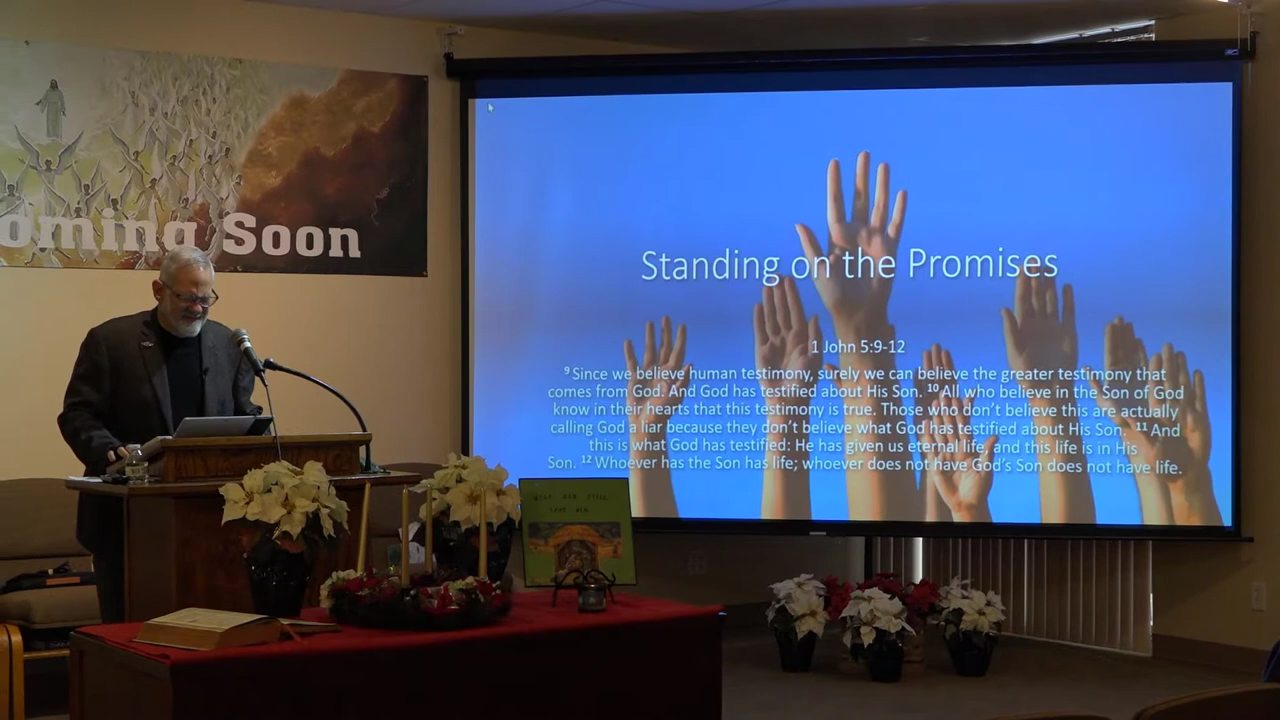 oming Soon
Standing on the Promises
1 John 5:9-12
9 Since we believe human testimony, surely we can believe the greater testimony that
comes from God. And God has testified about His Son. 10 All who believe in the Son of God
know in their hearts that this testimony is true. Those who don't believe this are actually
calling God a liar because they don't believe what God has testified about His Son. 11 And
this is what God has testified: He has given us eternal life, and this life is in His
Son. 12 Whoever has the Son has life; whoever does not have God's Son does not have life.
WISE MEN STILL
SEEK HIM